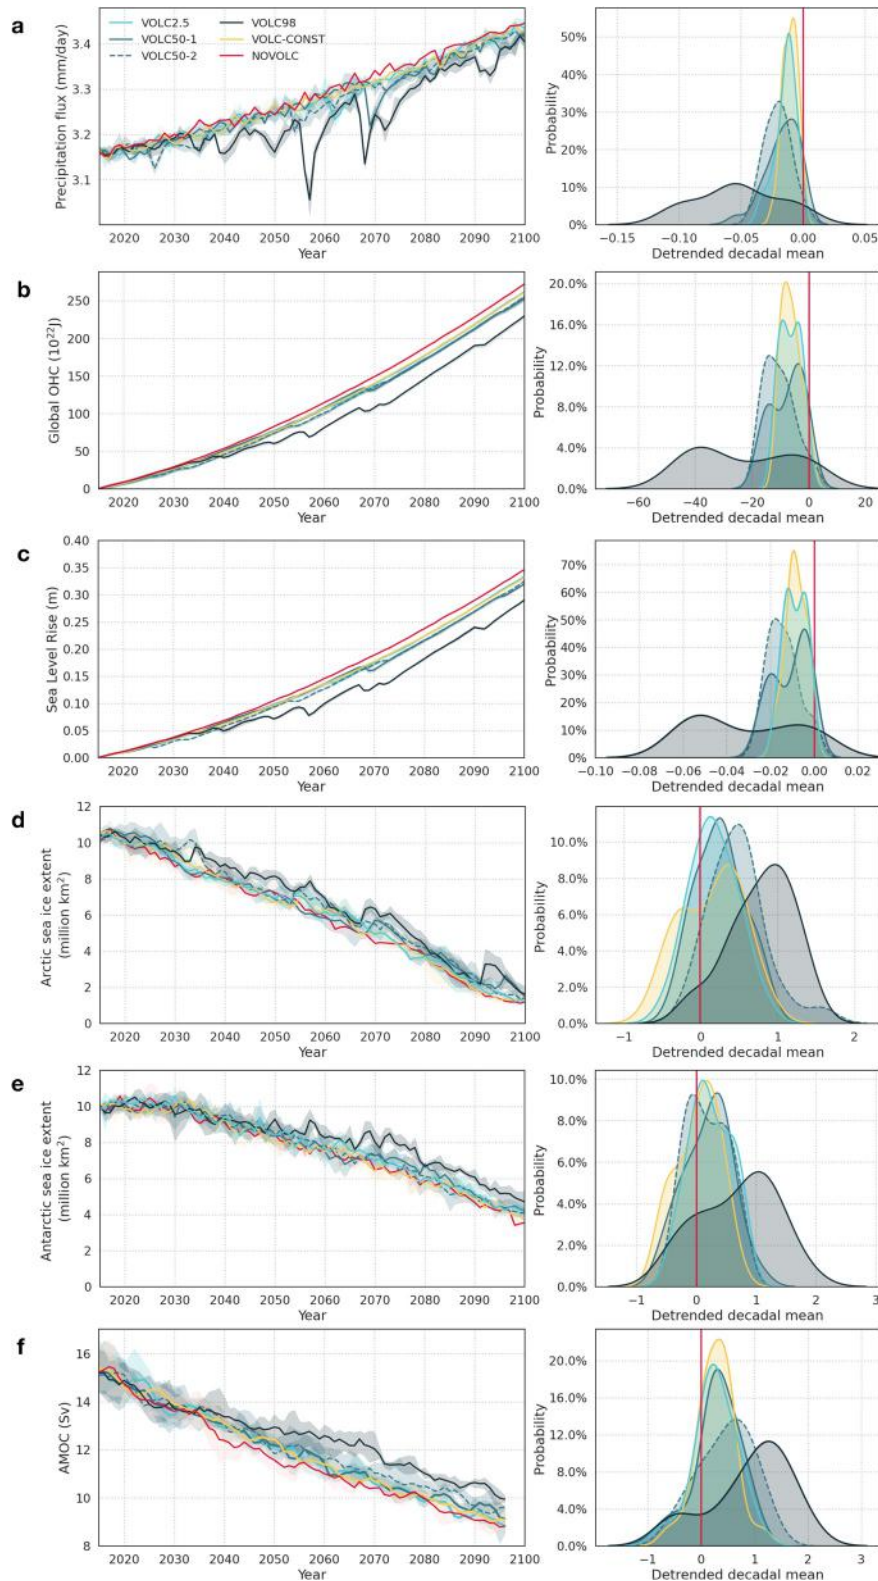 a
Precipitation flux (mm/day)
3.4
3.3
3.2
3.1
VOLC2.5
VOLC50-1
VOLC50-2
VOLC98
VOLC-CONST
NOVOLC
2020 2030 2040 2050 2060 2070 2080 2090 2100
Year
Probability
50%
40%
30%
20%
10%
0%
−0.15 −0.10 −0.05 0.00 0.05
Detrended decadal mean
b
Global OHC (10²²J)
250
200
150
100
50
0
2020 2030 2040 2050 2060 2070 2080 2090 2100
Year
Probability
20.0%
16.0%
12.0%
8.0%
4.0%
0.0%
−60 −40 −20 0 20
Detrended decadal mean
c
Sea Level Rise (m)
0.40
0.35
0.30
0.25
0.20
0.15
0.10
0.05
0.00
2020 2030 2040 2050 2060 2070 2080 2090 2100
Year
Probability
70%
60%
50%
40%
30%
20%
10%
0%
−0.10 −0.08 −0.06 −0.04 −0.02 0.00 0.02
Detrended decadal mean
d
Arctic sea ice extent
(million km²)
12
10
8
6
4
2
0
2020 2030 2040 2050 2060 2070 2080 2090 2100
Year
Probability
10.0%
8.0%
6.0%
4.0%
2.0%
0.0%
−1 0 1 2
Detrended decadal mean
e
Antarctic sea ice extent
(million km²)
12
10
8
6
4
2
0
2020 2030 2040 2050 2060 2070 2080 2090 2100
Year
Probability
10.0%
8.0%
6.0%
4.0%
2.0%
0.0%
−1 0 1 2 3
Detrended decadal mean
f
AMOC (Sv)
16
14
12
10
8
2020 2030 2040 2050 2060 2070 2080 2090 2100
Year
Probability
20.0%
16.0%
12.0%
8.0%
4.0%
0.0%
−1 0 1 2 3
Detrended decadal mean